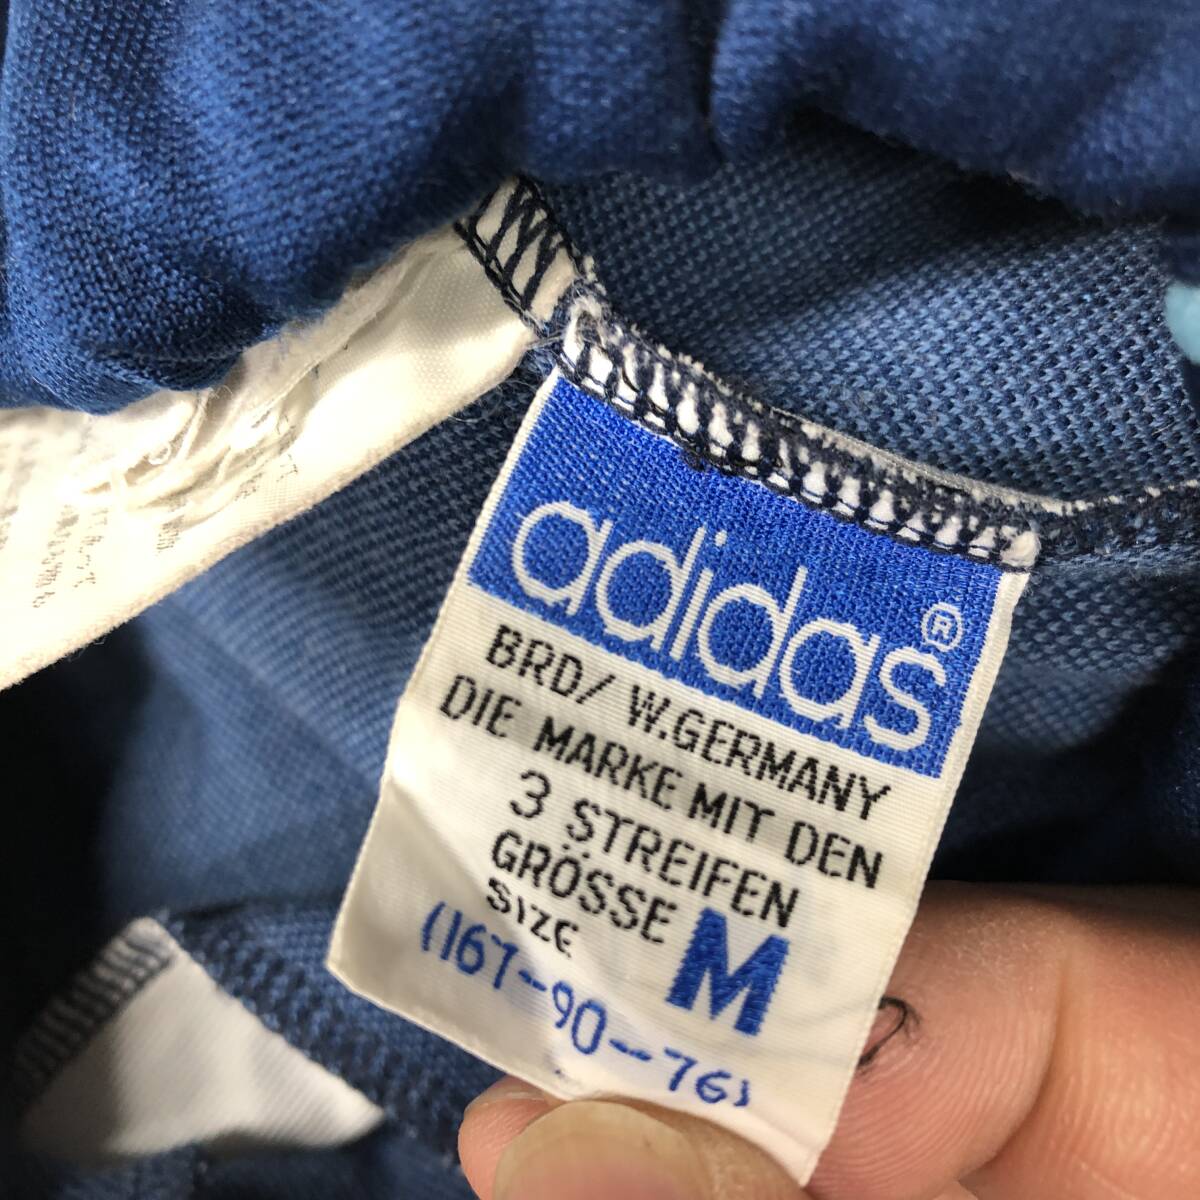 adidas®
BRD/ W.GERMANY
DIE MARKE MIT DEN
3 STREIFEN
GRÖSSE
SIZE M
(167--90--76)